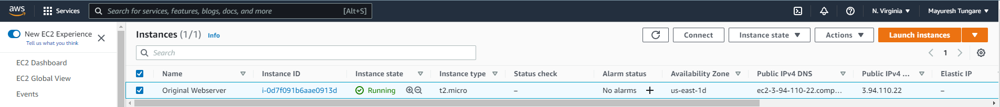 aws Services Search for services, features, blogs, docs, and more [Alt+S] N. Virginia Mayuresh Tungare
New EC2 Experience
Tell us what you think
EC2 Dashboard
EC2 Global View
Events
Instances (1/1) Info Connect Instance state Actions Launch instances
Search 1
Name Instance ID Instance state Instance type Status check Alarm status Availability Zone Public IPv4 DNS Public IPv4 ... Elastic IP
Original Webserver i-0d7f091b6aae0913d Running t2.micro – No alarms + us-east-1d ec2-3-94-110-22.comp... 3.94.110.22 –